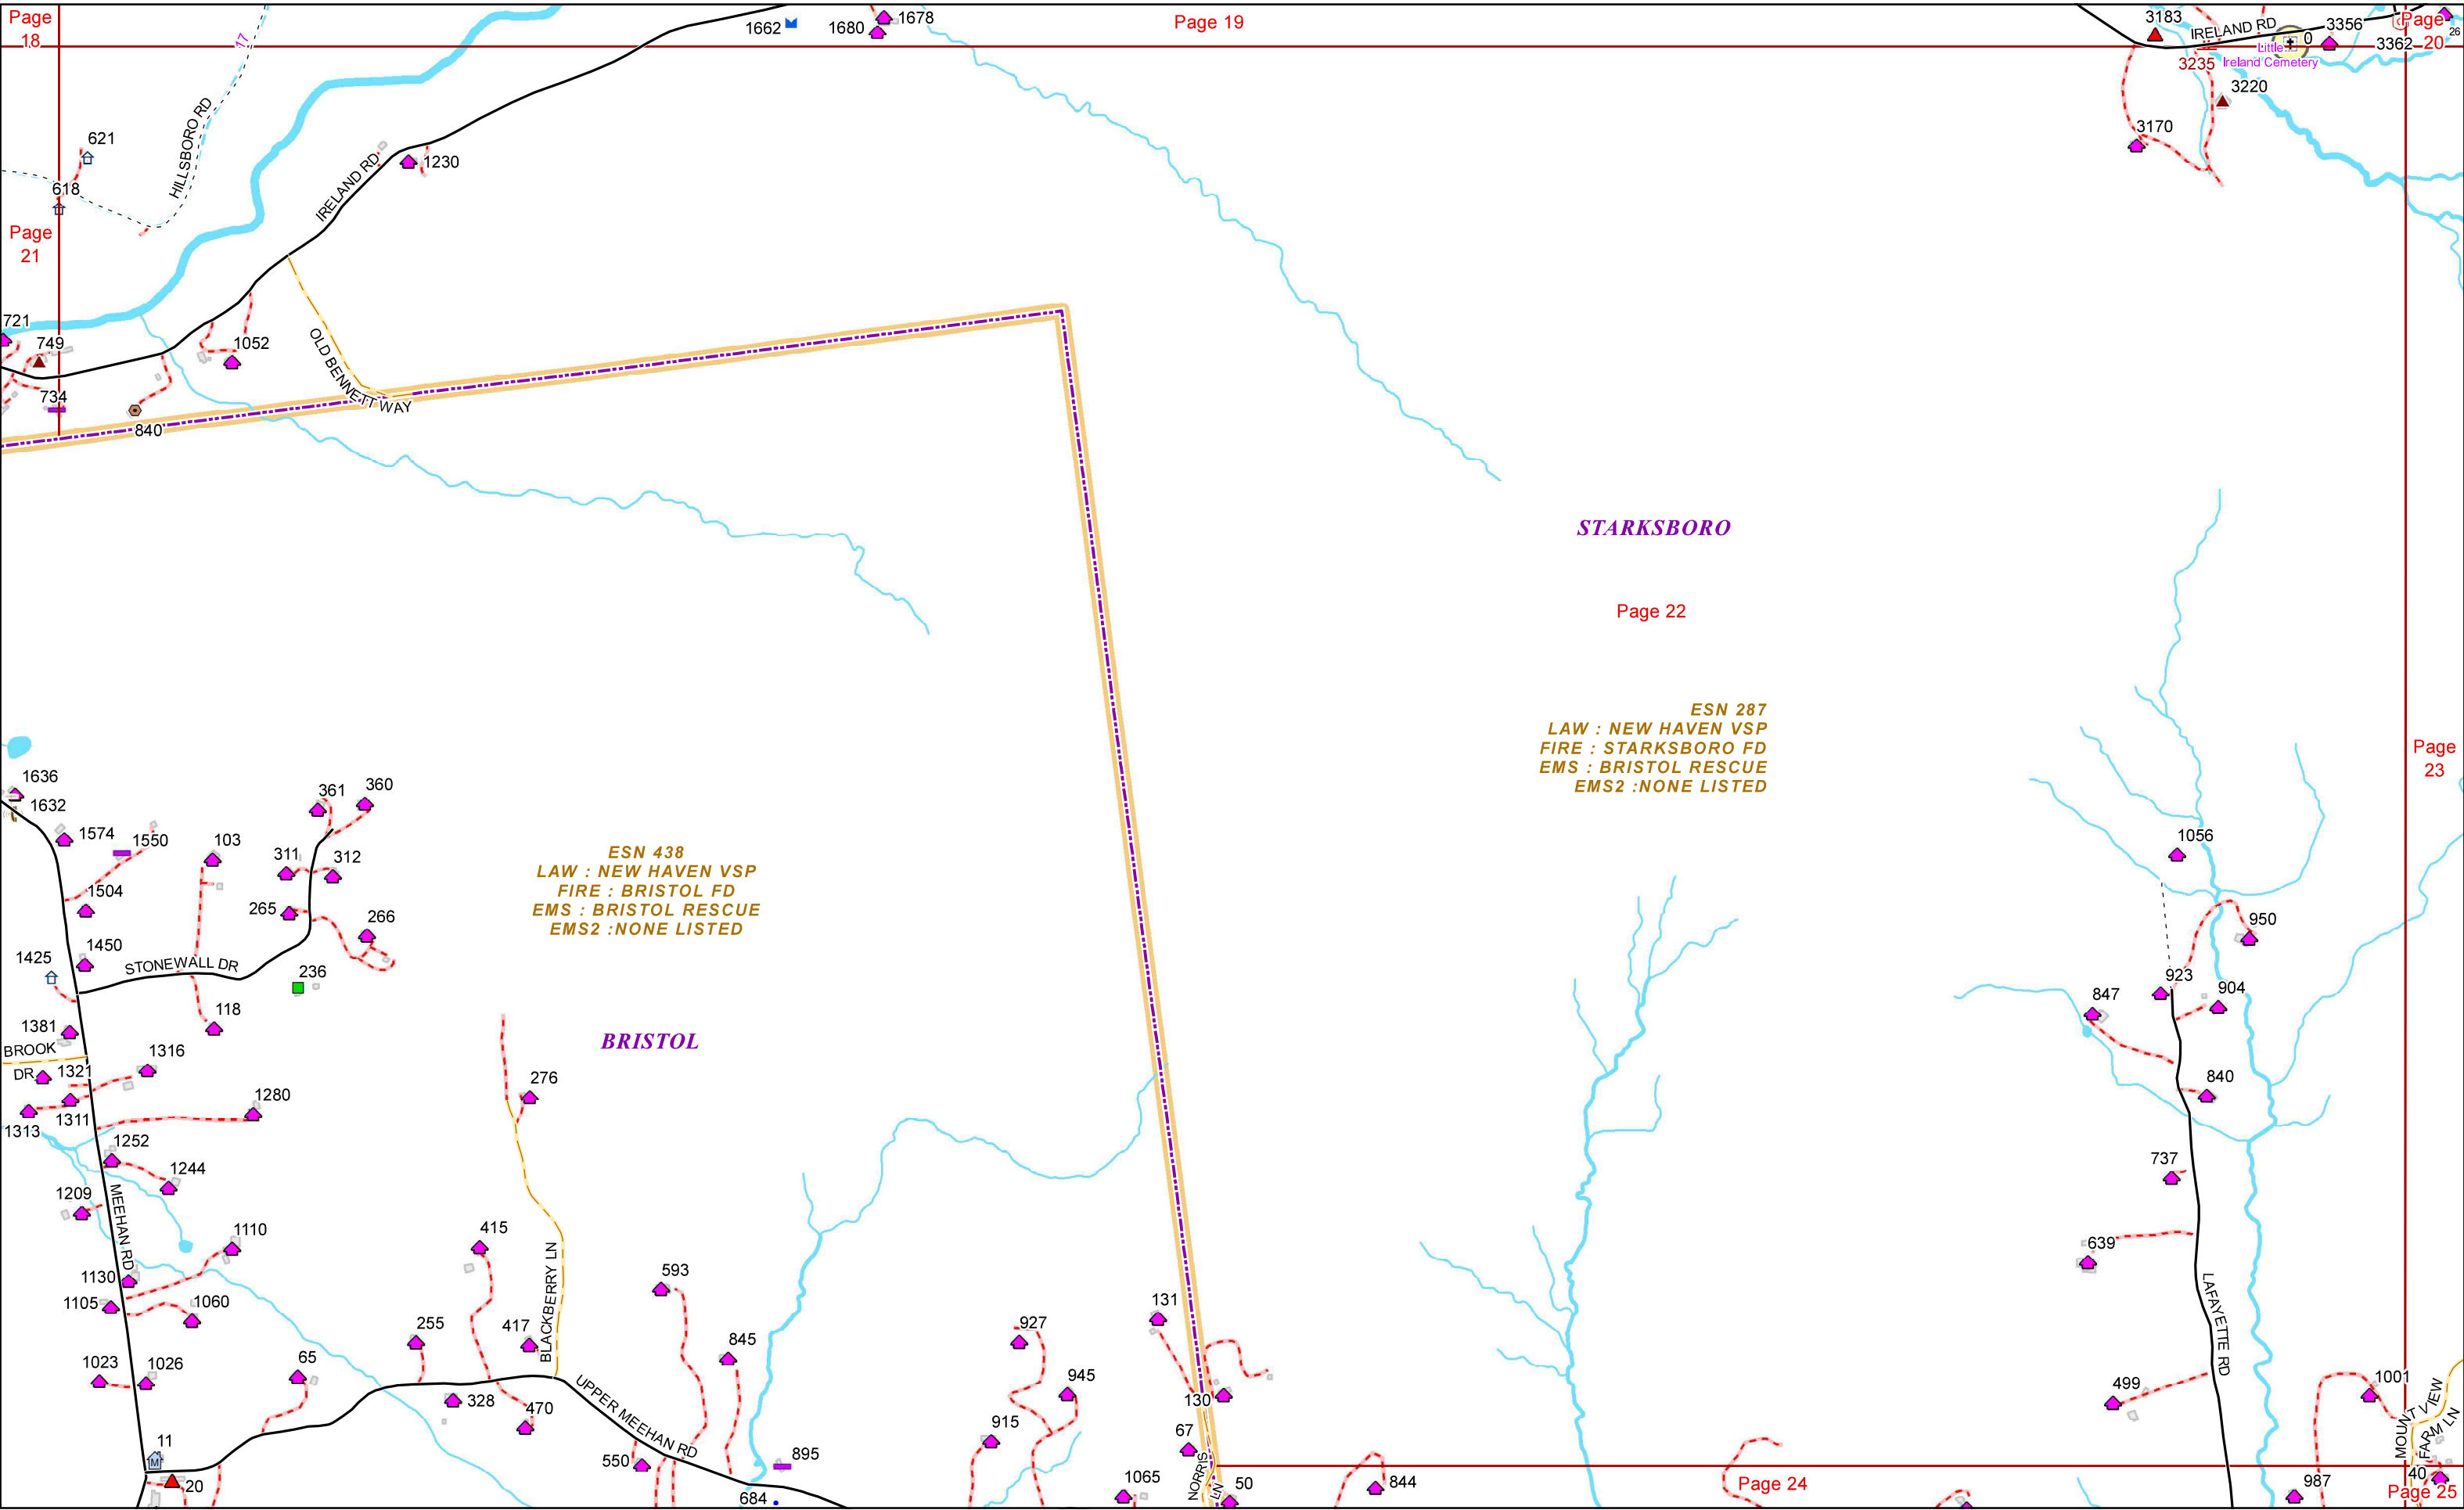 Page
18
17
1662
1680
1678
Page 19
3183
IRELAND RD
0
3356
Page
20
26
3362
Little...
Ireland Cemetery
3235
3220
3170
621
HILLSBORO RD
618
IRELAND RD
1230
Page
21
721
749
1052
OLD BENNETT WAY
734
840
STARKSBORO
Page 22
ESN 287
LAW : NEW HAVEN VSP
FIRE : STARKSBORO FD
EMS : BRISTOL RESCUE
EMS2 :NONE LISTED
Page
23
1636
1632
361
360
1574
1550
103
311
312
1504
265
266
ESN 438
LAW : NEW HAVEN VSP
FIRE : BRISTOL FD
EMS : BRISTOL RESCUE
EMS2 :NONE LISTED
1056
950
1450
1425
STONEWALL DR
236
923
904
847
118
1381
BRISTOL
BROOK
DR
1321
1316
276
840
1280
1311
1313
1252
1244
1209
MEEHAN RD
737
1110
415
639
1130
BLACKBERRY LN
593
1105
1060
255
417
845
131
927
LAFAYETTE RD
1023
1026
65
328
945
130
499
1001
470
UPPER MEEHAN RD
915
67
MOUNT VIEW
FARM LN
11
M
550
895
20
684
1065
NORRIS
LN
50
844
Page 24
987
40
Page 25